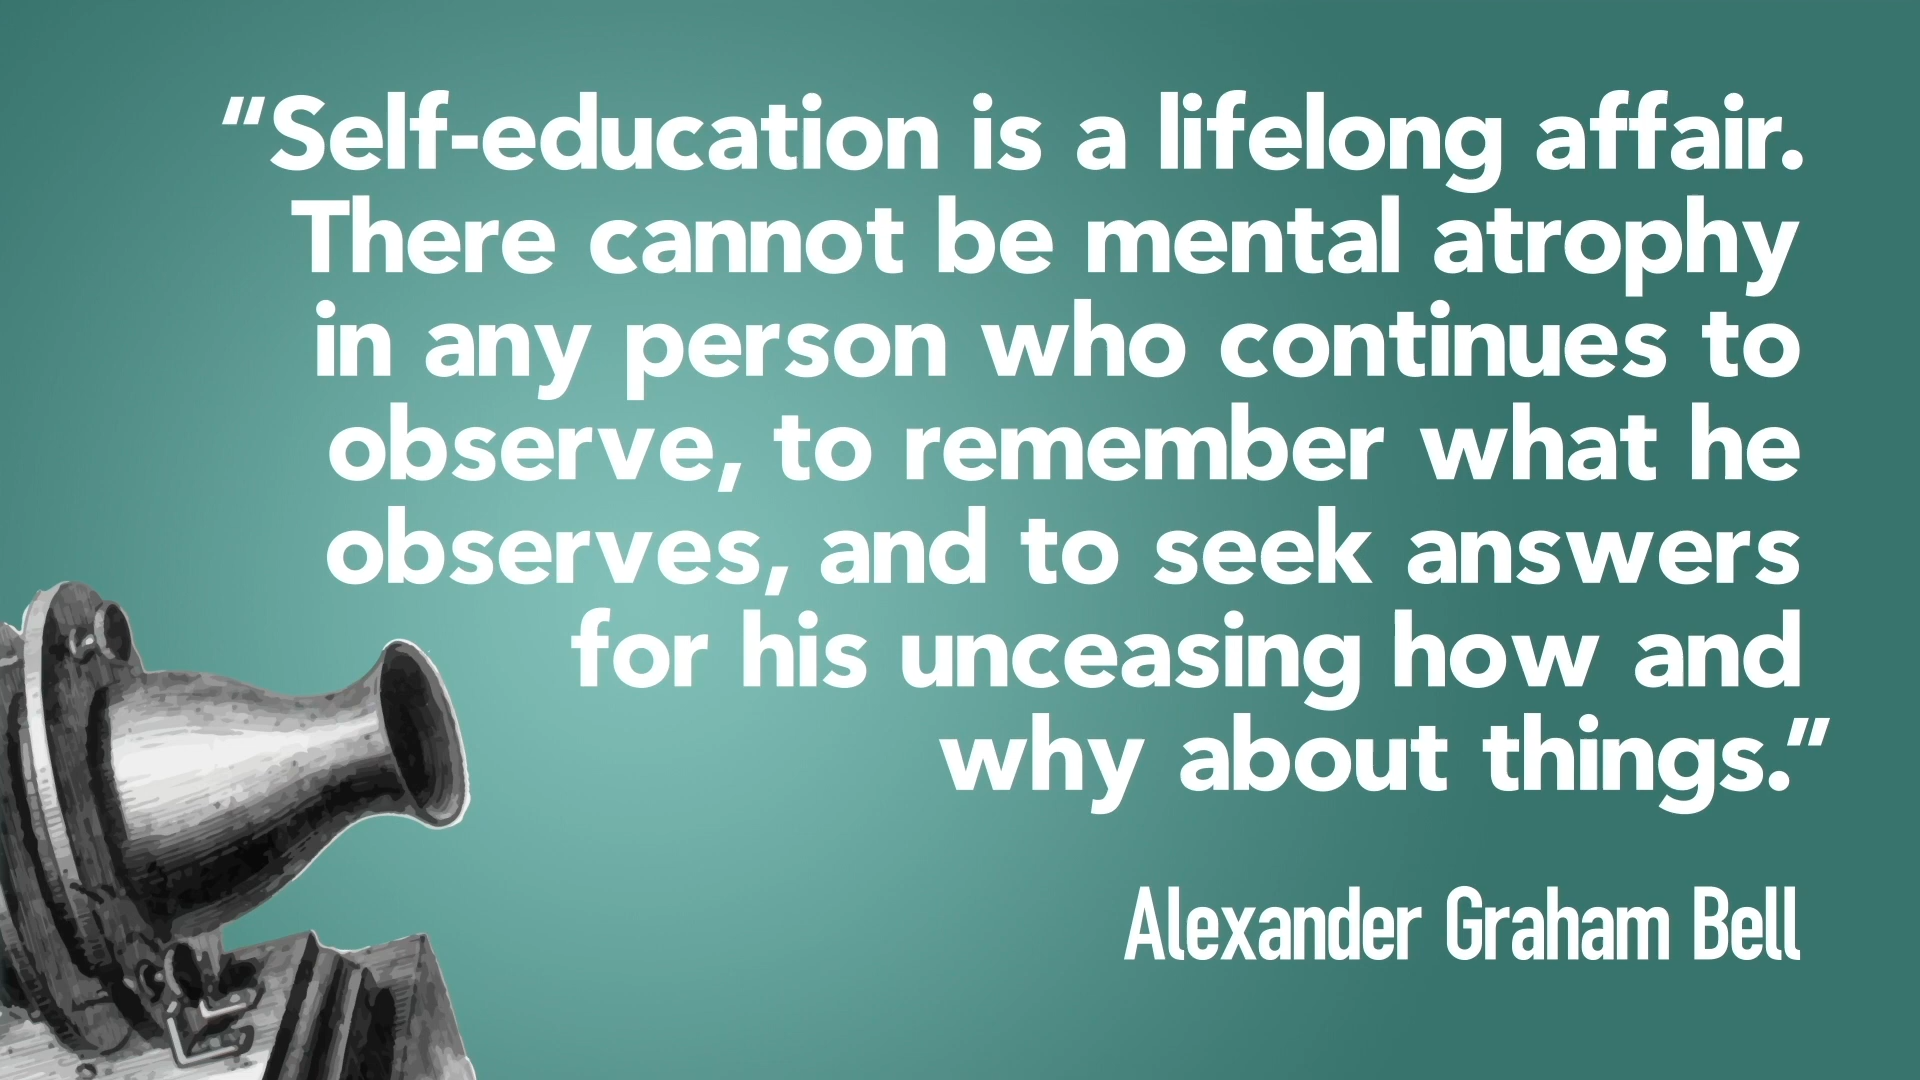 “Self-education is a lifelong affair.
There cannot be mental atrophy
in any person who continues to
observe, to remember what he
observes, and to seek answers
for his unceasing how and
why about things.”
Alexander Graham Bell